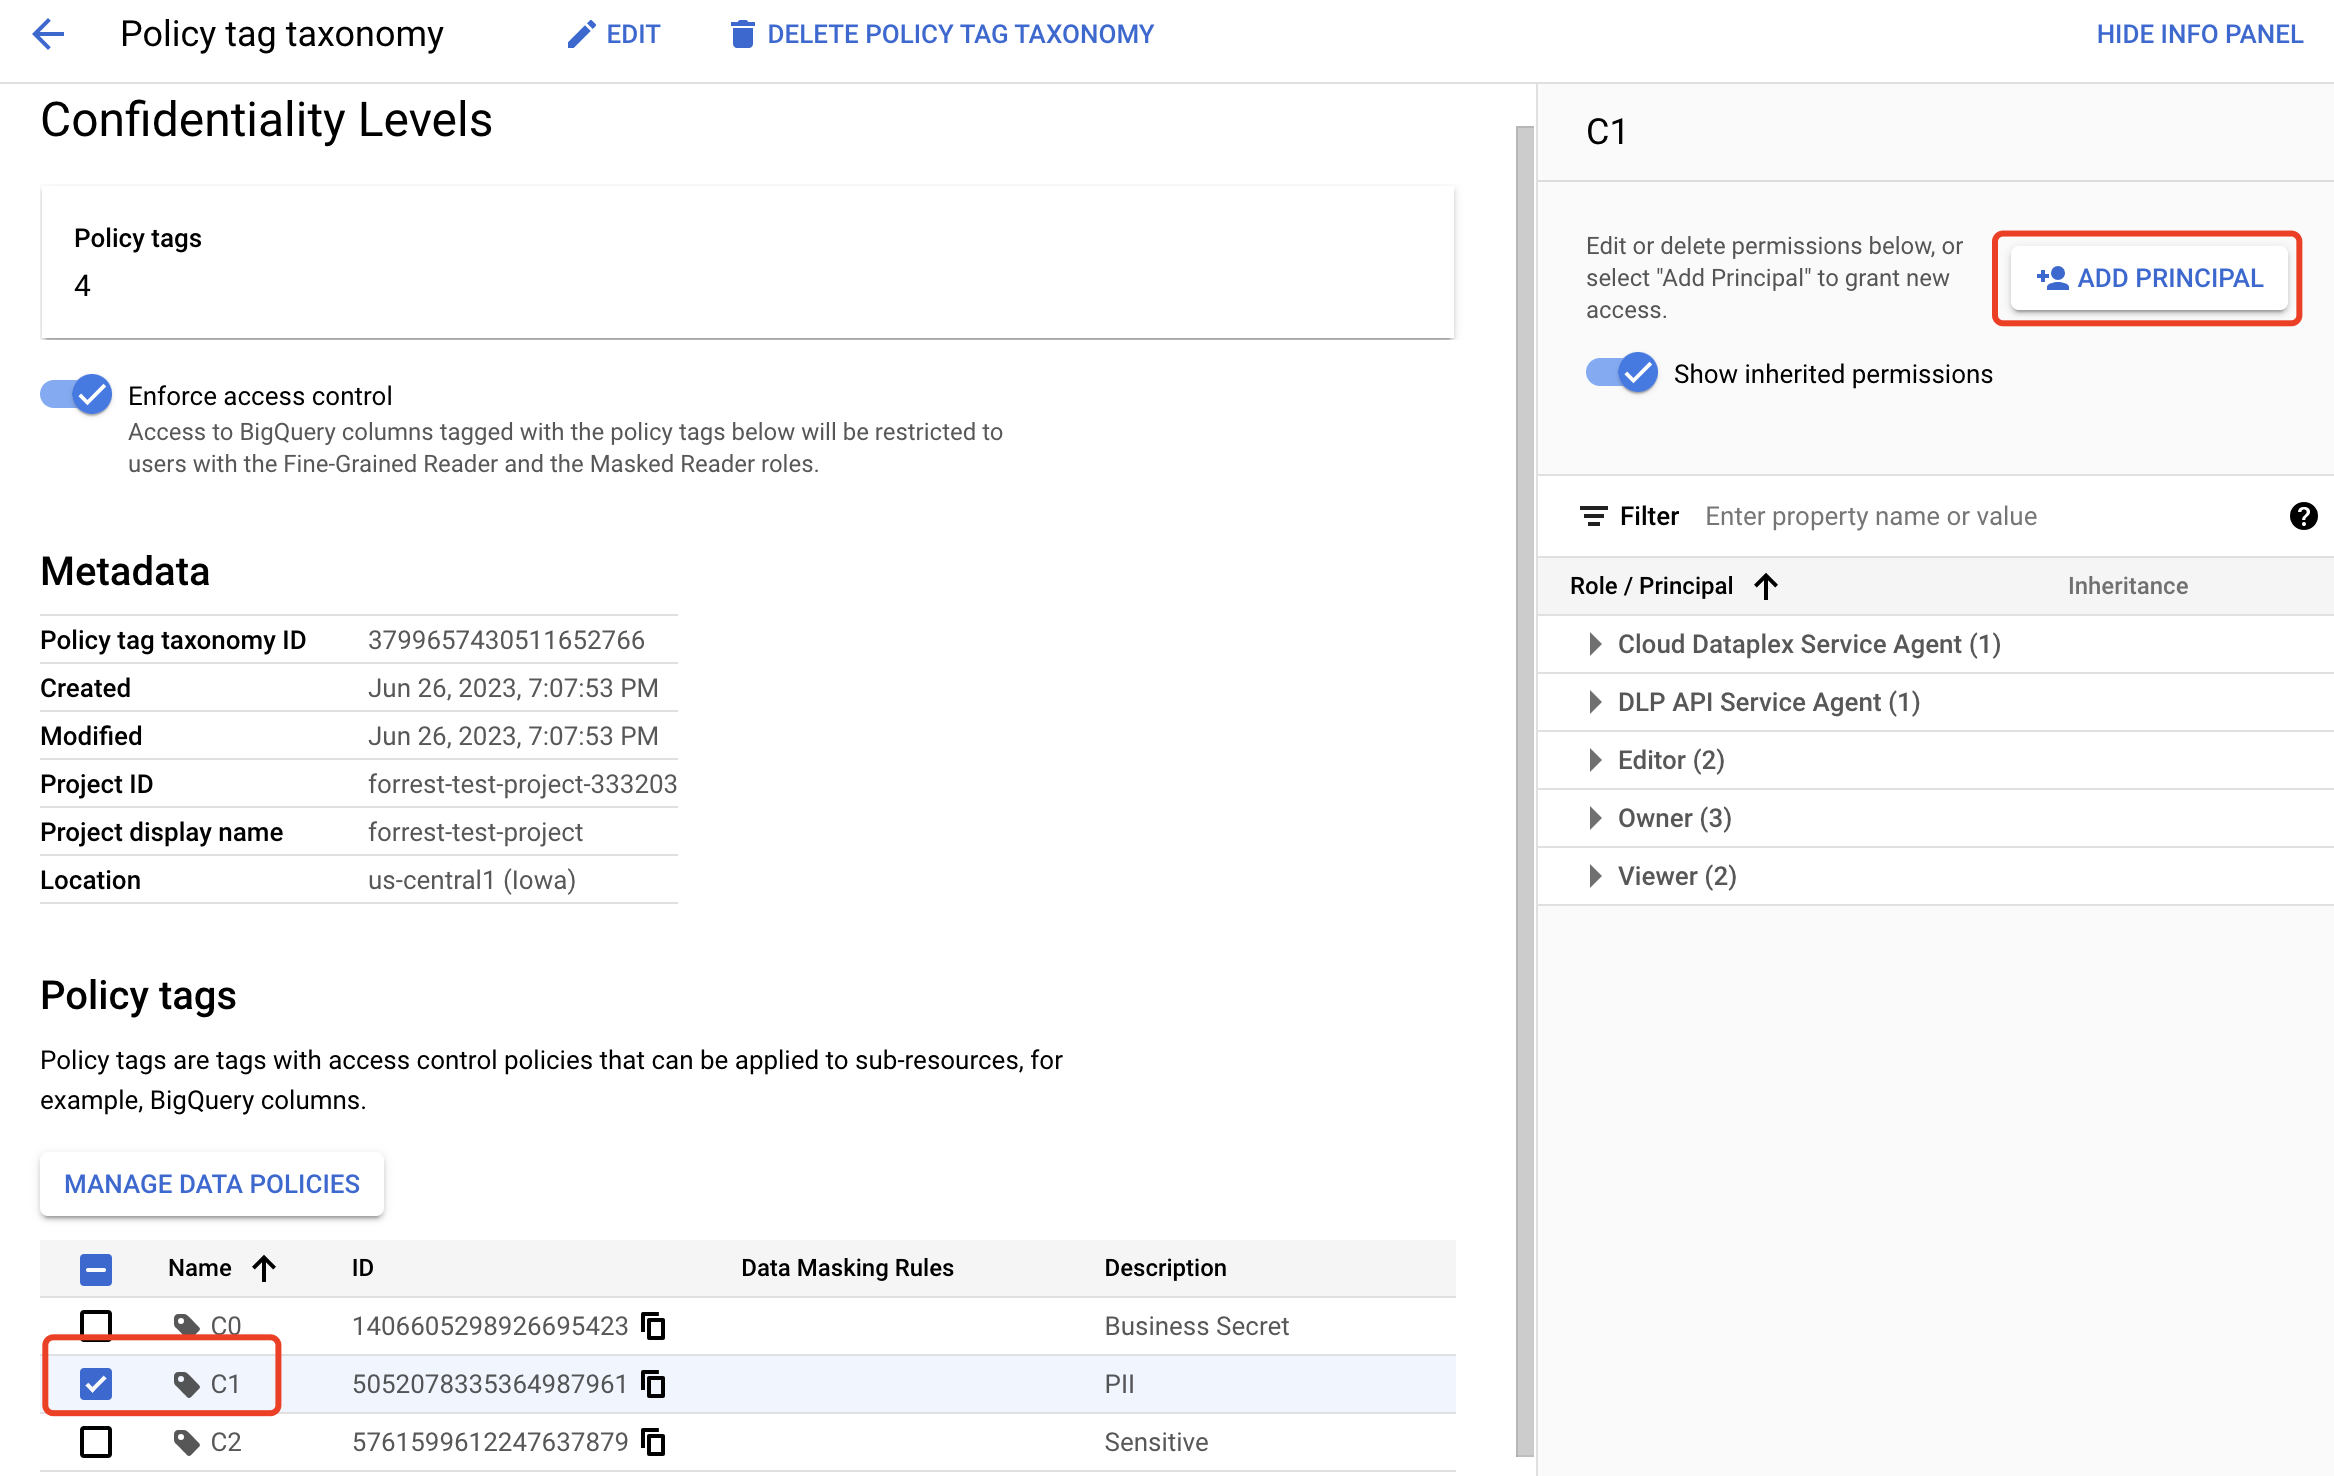 Policy tag taxonomy
EDIT
DELETE POLICY TAG TAXONOMY
HIDE INFO PANEL
Confidentiality Levels
Policy tags
4
Enforce access control
Access to BigQuery columns tagged with the policy tags below will be restricted to
users with the Fine-Grained Reader and the Masked Reader roles.
Metadata
Policy tag taxonomy ID 3799657430511652766
Created Jun 26, 2023, 7:07:53 PM
Modified Jun 26, 2023, 7:07:53 PM
Project ID forrest-test-project-333203
Project display name forrest-test-project
Location us-central1 (Iowa)
Policy tags
Policy tags are tags with access control policies that can be applied to sub-resources, for
example, BigQuery columns.
MANAGE DATA POLICIES
Name ID Data Masking Rules Description
C0 1406605298926695423 Business Secret
C1 5052078335364987961 PII
C2 5761599612247637879 Sensitive
C1
Edit or delete permissions below, or
select "Add Principal" to grant new
access.
ADD PRINCIPAL
Show inherited permissions
Filter Enter property name or value
?
Role / Principal Inheritance
Cloud Dataplex Service Agent (1)
DLP API Service Agent (1)
Editor (2)
Owner (3)
Viewer (2)